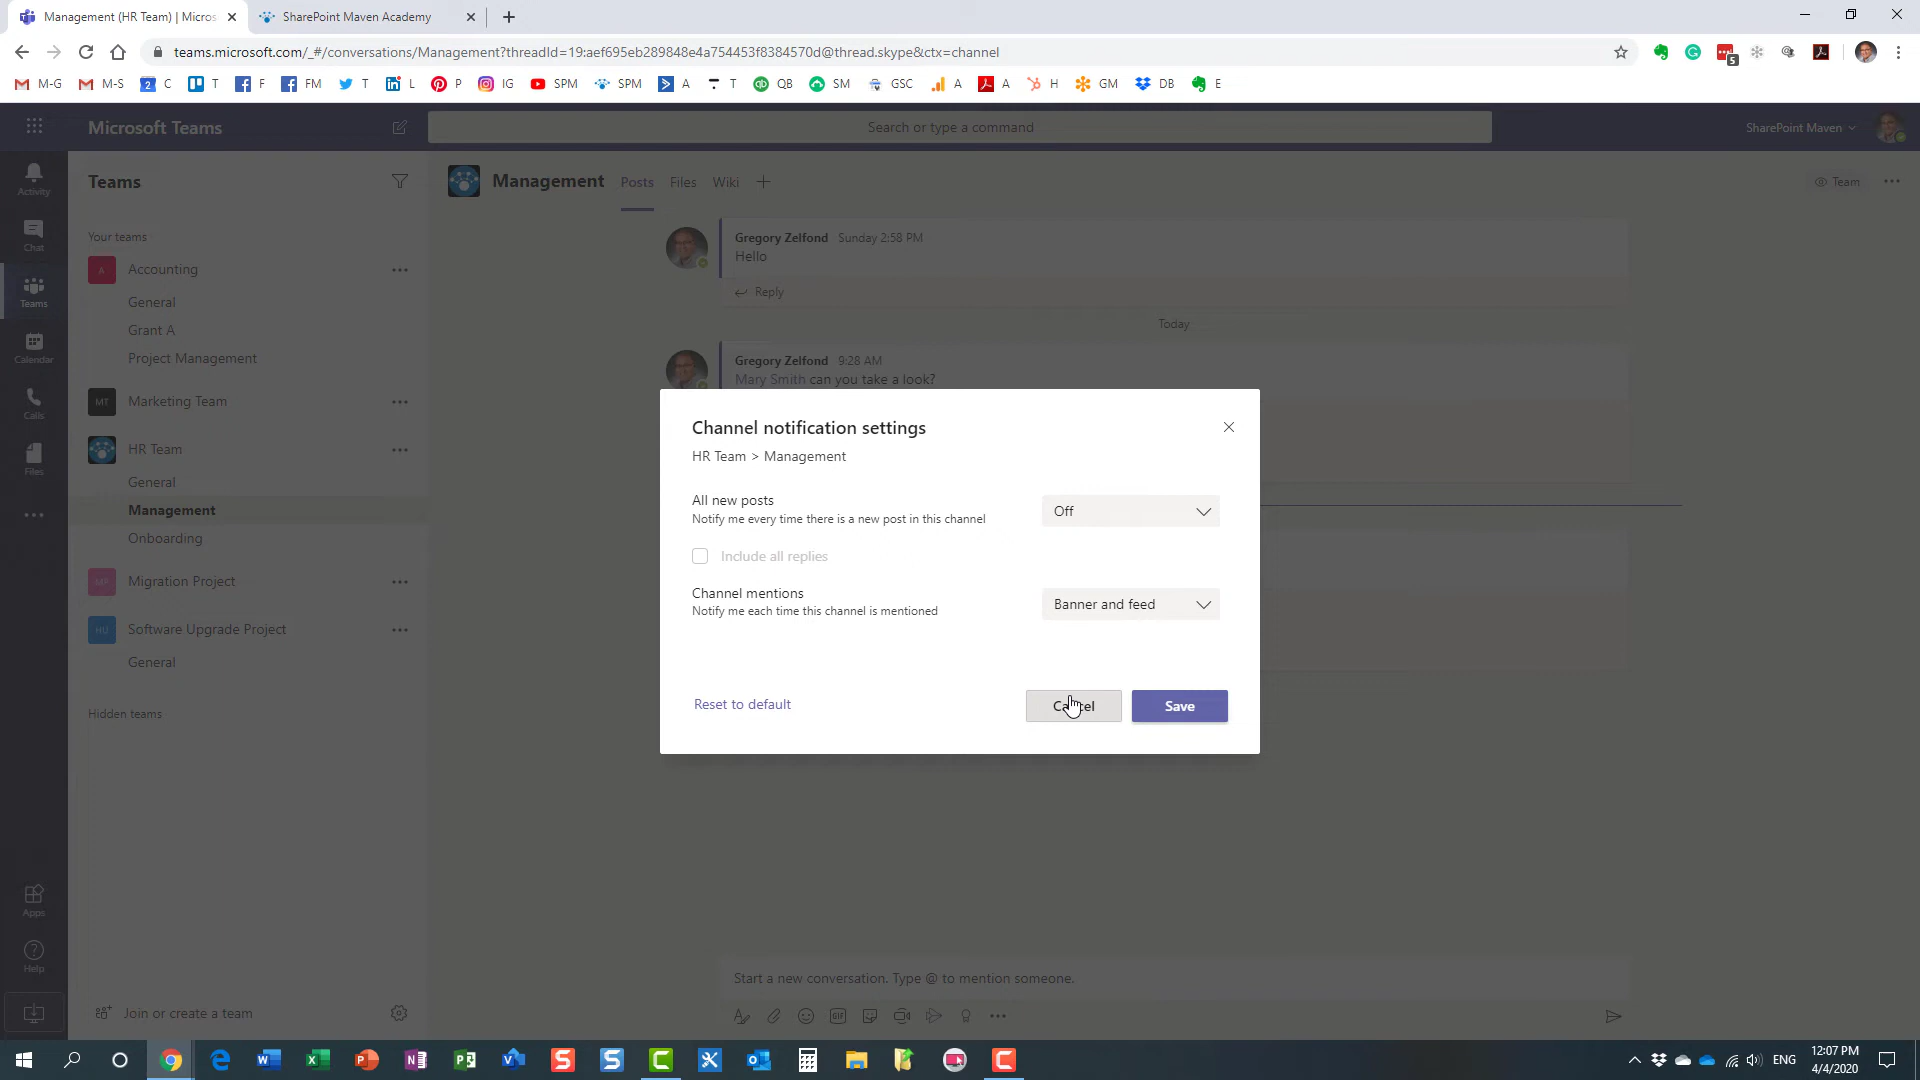 Management (HR Team) | Micros
SharePoint Maven Academy
teams.microsoft.com/_#/conversations/Management?threadId=19:aef695eb289848e4a754453f8384570d@thread.skype&ctx=channel
5
M-G
M-S
2
C
T
F
FM
T
L
P
IG
SPM
SPM
A
T
QB
SM
GSC
A
A
H
GM
DB
E
Microsoft Teams
Search or type a command
SharePoint Maven
Activity
Chat
Teams
Calendar
Calls
Files
Apps
Help
Teams
Your teams
A
Accounting
General
Grant A
Project Management
MT
Marketing Team
HR Team
General
Management
Onboarding
MP
Migration Project
HU
Software Upgrade Project
General
Hidden teams
Join or create a team
Management
Posts
Files
Wiki
Team
Gregory Zelfond Sunday 2:58 PM
Hello
Reply
Today
Gregory Zelfond 9:28 AM
Mary Smith can you take a look?
Channel notification settings
HR Team > Management
All new posts
Notify me every time there is a new post in this channel
Off
Include all replies
Channel mentions
Notify me each time this channel is mentioned
Banner and feed
Reset to default
Cancel
Save
Start a new conversation. Type @ to mention someone.
GIF
ENG
12:07 PM
4/4/2020